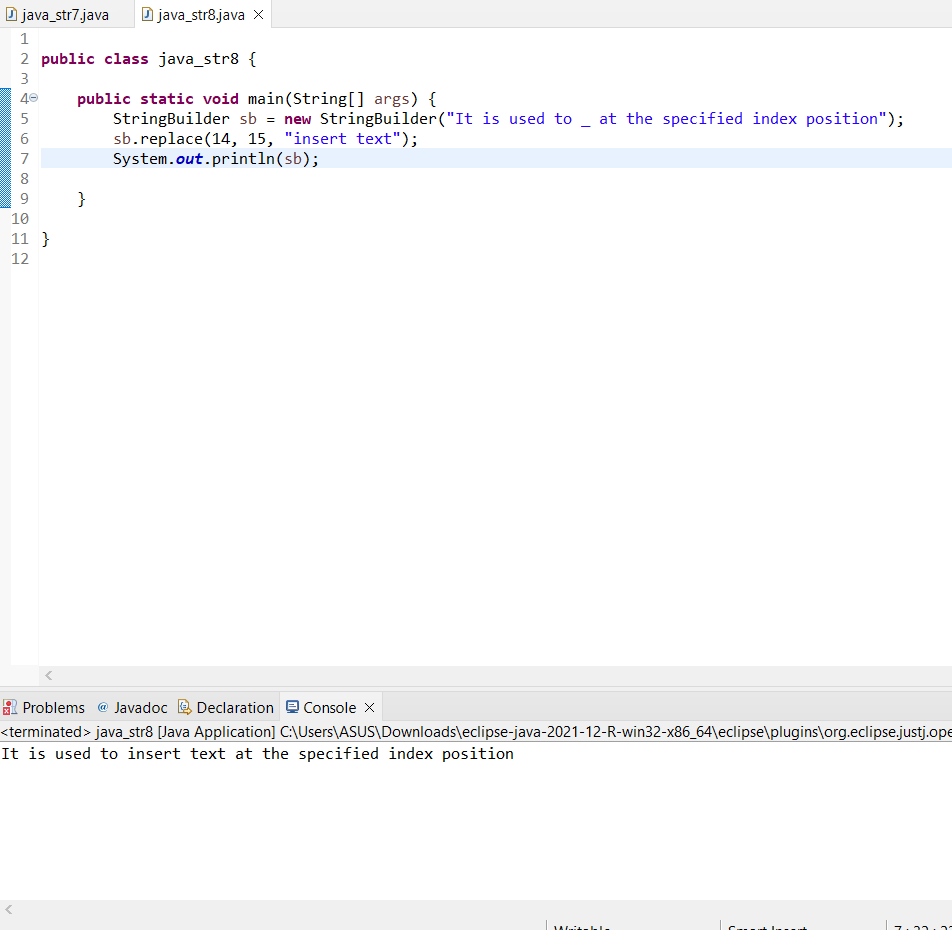 java_str7.java java_str8.java
1
2 public class java_str8 {
3
4 public static void main(String[] args) {
5 StringBuilder sb = new StringBuilder("It is used to _ at the specified index position");
6 sb.replace(14, 15, "insert text");
7 System.out.println(sb);
8
9 }
10
11 }
12
Problems @ Javadoc Declaration Console
<terminated> java_str8 [Java Application] C:\Users\ASUS\Downloads\eclipse-java-2021-12-R-win32-x86_64\eclipse\plugins\org.eclipse.justj.ope
It is used to insert text at the specified index position
Writable Smart Insert